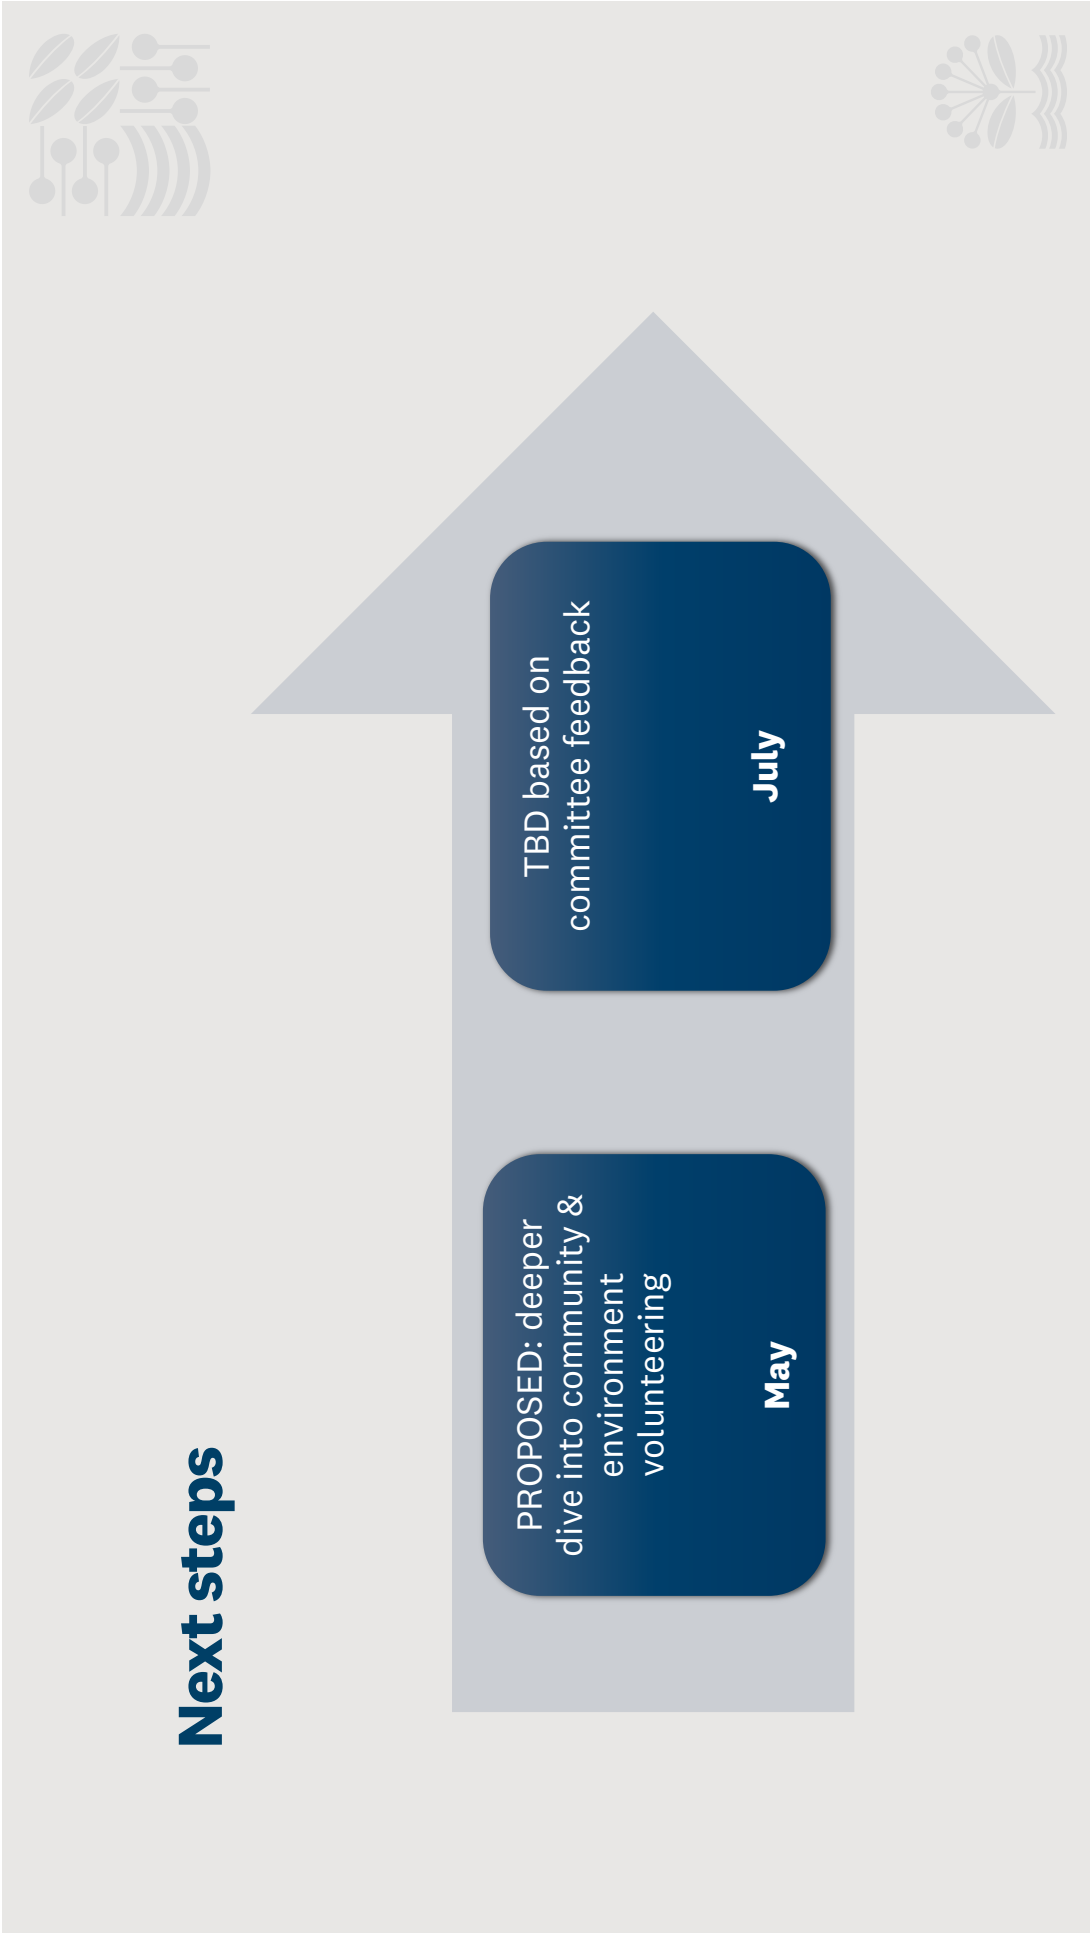 Next steps
PROPOSED: deeper
dive into community &
environment
volunteering
May
TBD based on
committee feedback
July